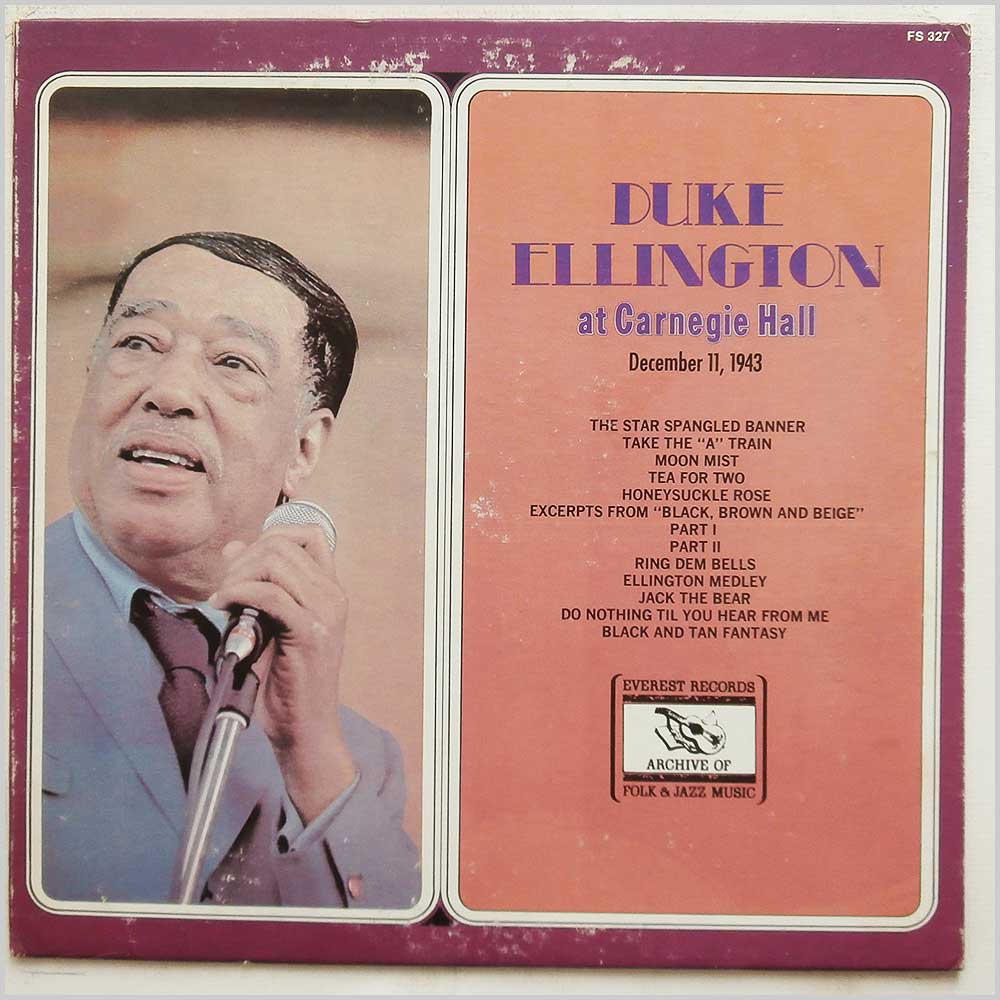 FS 327
DUKE
ELLINGTON
at Carnegie Hall
December 11, 1943
THE STAR SPANGLED BANNER
TAKE THE "A" TRAIN
MOON MIST
TEA FOR TWO
HONEYSUCKLE ROSE
EXCERPTS FROM "BLACK, BROWN AND BEIGE"
PART I
PART II
RING DEM BELLS
ELLINGTON MEDLEY
JACK THE BEAR
DO NOTHING TIL YOU HEAR FROM ME
BLACK AND TAN FANTASY
EVEREST RECORDS
ARCHIVE OF
FOLK & JAZZ MUSIC